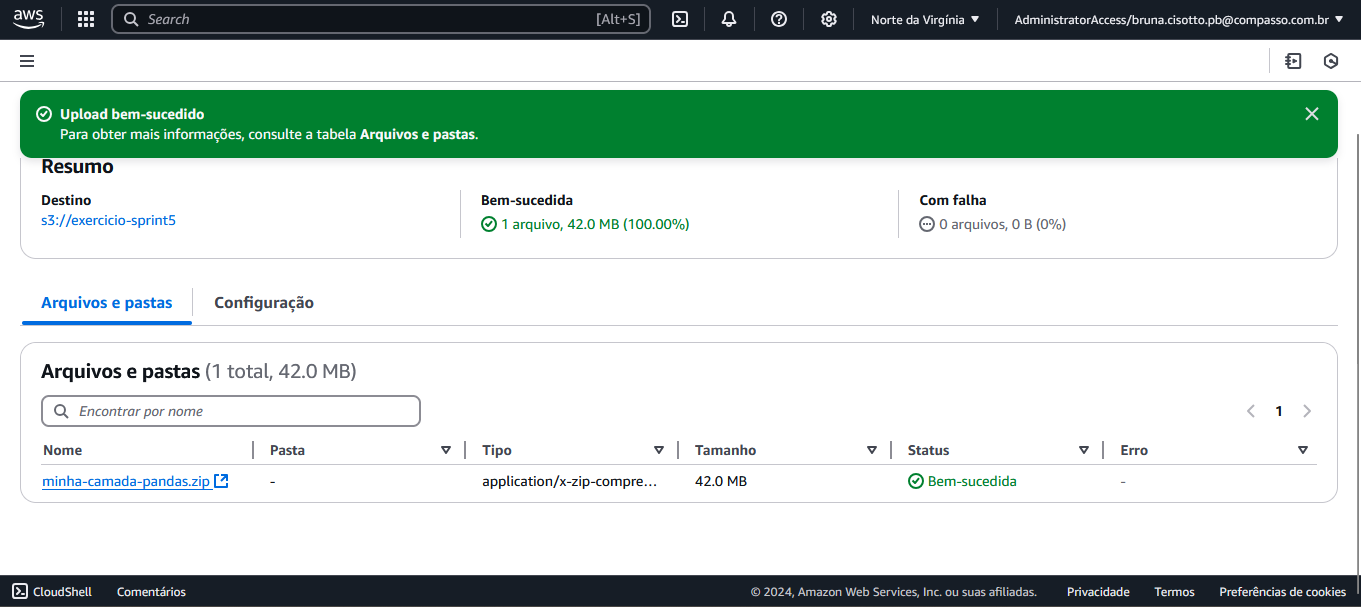 aws
Search [Alt+S] Norte da Virgínia ▼ AdministratorAccess/bruna.cisotto.pb@compasso.com.br ▼
Upload bem-sucedido
Para obter mais informações, consulte a tabela Arquivos e pastas.
Resumo
Destino Bem-sucedida Com falha
s3://exercicio-sprint5 1 arquivo, 42.0 MB (100.00%) 0 arquivos, 0 B (0%)
Arquivos e pastas Configuração
Arquivos e pastas (1 total, 42.0 MB)
Encontrar por nome 1
Nome Pasta Tipo Tamanho Status Erro
minha-camada-pandas.zip - application/x-zip-compre... 42.0 MB Bem-sucedida -
CloudShell Comentários © 2024, Amazon Web Services, Inc. ou suas afiliadas. Privacidade Termos Preferências de cookies